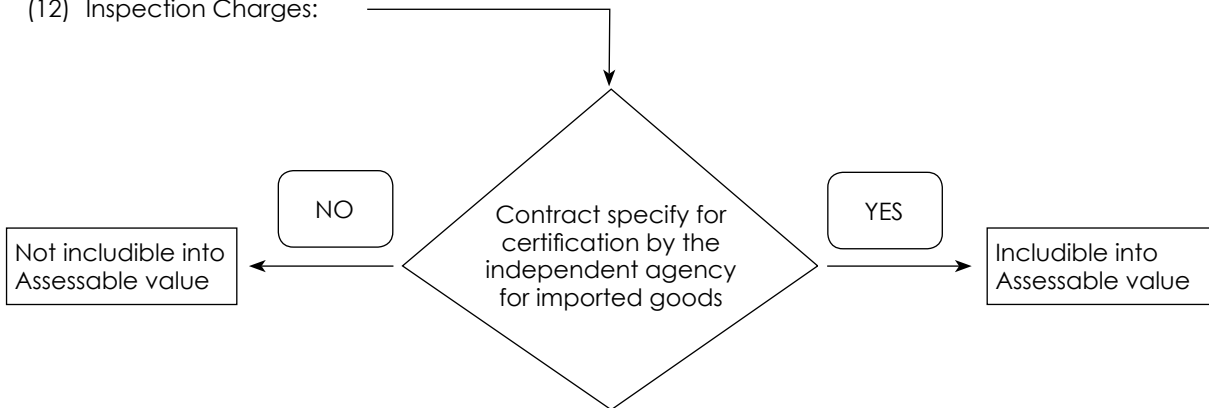 (12) Inspection Charges:
NO
YES
Contract specify for
certification by the
independent agency
for imported goods
Not includible into
Assessable value
Includible into
Assessable value